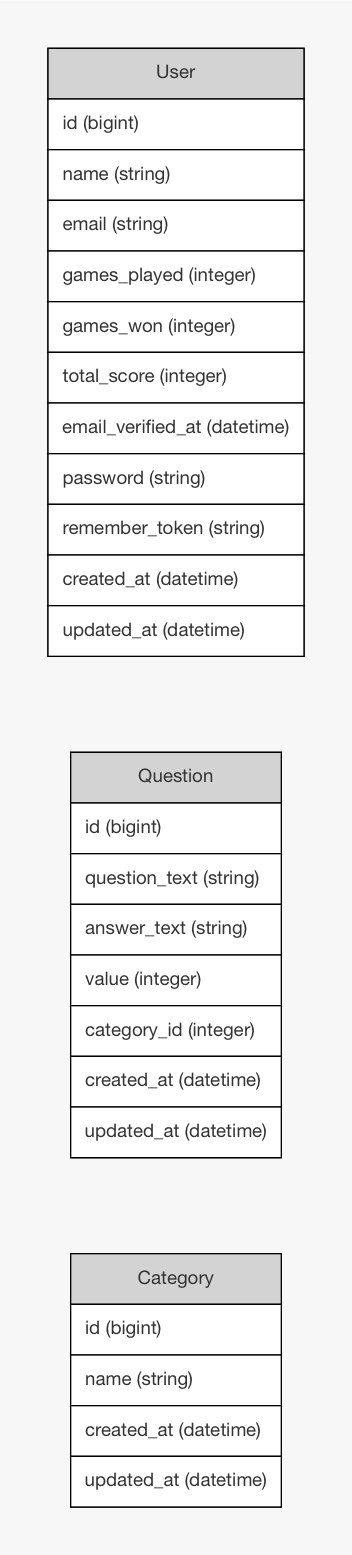 User
id (bigint)
name (string)
email (string)
games_played (integer)
games_won (integer)
total_score (integer)
email_verified_at (datetime)
password (string)
remember_token (string)
created_at (datetime)
updated_at (datetime)
Question
id (bigint)
question_text (string)
answer_text (string)
value (integer)
category_id (integer)
created_at (datetime)
updated_at (datetime)
Category
id (bigint)
name (string)
created_at (datetime)
updated_at (datetime)